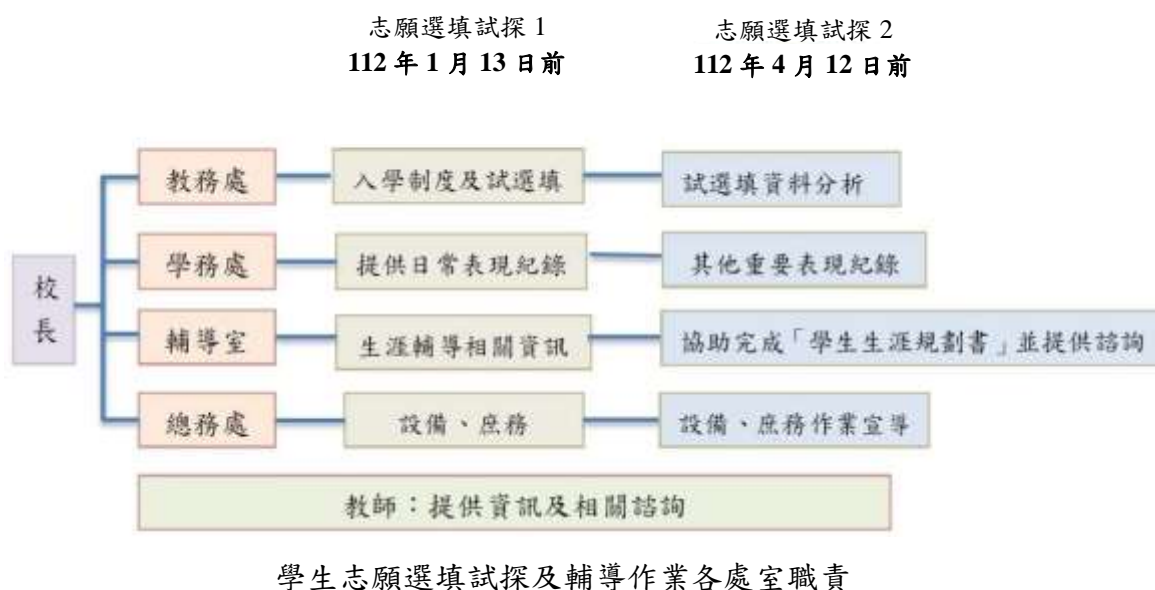 志願選填試探 1
112 年 1 月 13 日前
志願選填試探 2
112 年 4 月 12 日前
校長
教務處
入學制度及試選填
試選填資料分析
學務處
提供日常表現紀錄
其他重要表現紀錄
輔導室
生涯輔導相關資訊
協助完成「學生生涯規劃書」並提供諮詢
總務處
設備、庶務
設備、庶務作業宣導
教師：提供資訊及相關諮詢
學生志願選填試探及輔導作業各處室職責